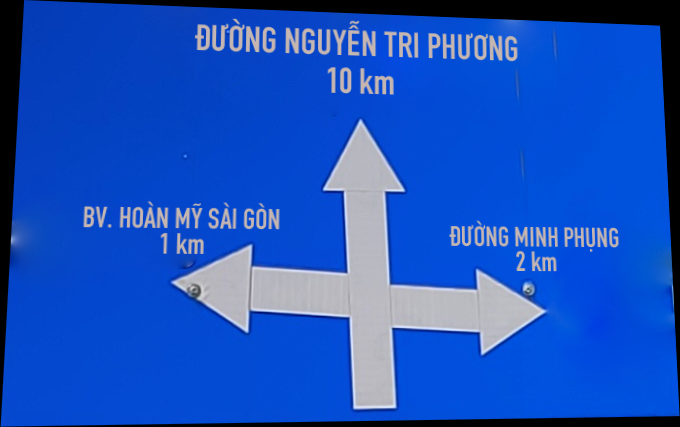 ĐƯỜNG NGUYỄN TRI PHƯƠNG
10 km
BV. HOÀN MỸ SÀI GÒN
1 km
ĐƯỜNG MINH PHỤNG
2 km